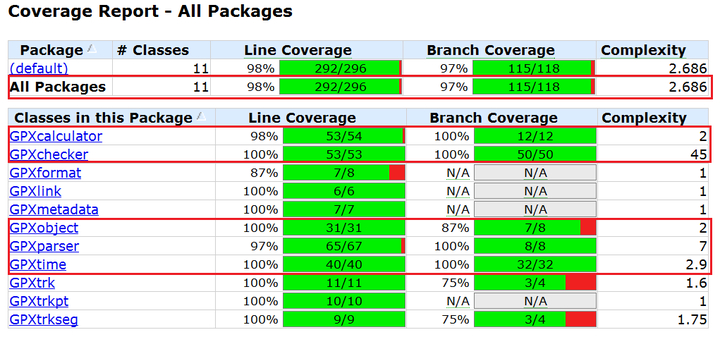 Coverage Report - All Packages
Package # Classes Line Coverage Branch Coverage Complexity
(default) 11 98% 292/296 97% 115/118 2.686
All Packages 11 98% 292/296 97% 115/118 2.686
Classes in this Package Line Coverage Branch Coverage Complexity
GPXcalculator 98% 53/54 100% 12/12 2
GPXchecker 100% 53/53 100% 50/50 45
GPXformat 87% 7/8 N/A N/A 1
GPXlink 100% 6/6 N/A N/A 1
GPXmetadata 100% 7/7 N/A N/A 1
GPXobject 100% 31/31 87% 7/8 2
GPXparser 97% 65/67 100% 8/8 7
GPXtime 100% 40/40 100% 32/32 2.9
GPXtrk 100% 11/11 75% 3/4 1.6
GPXtrkpt 100% 10/10 N/A N/A 1
GPXtrkseg 100% 9/9 75% 3/4 1.75